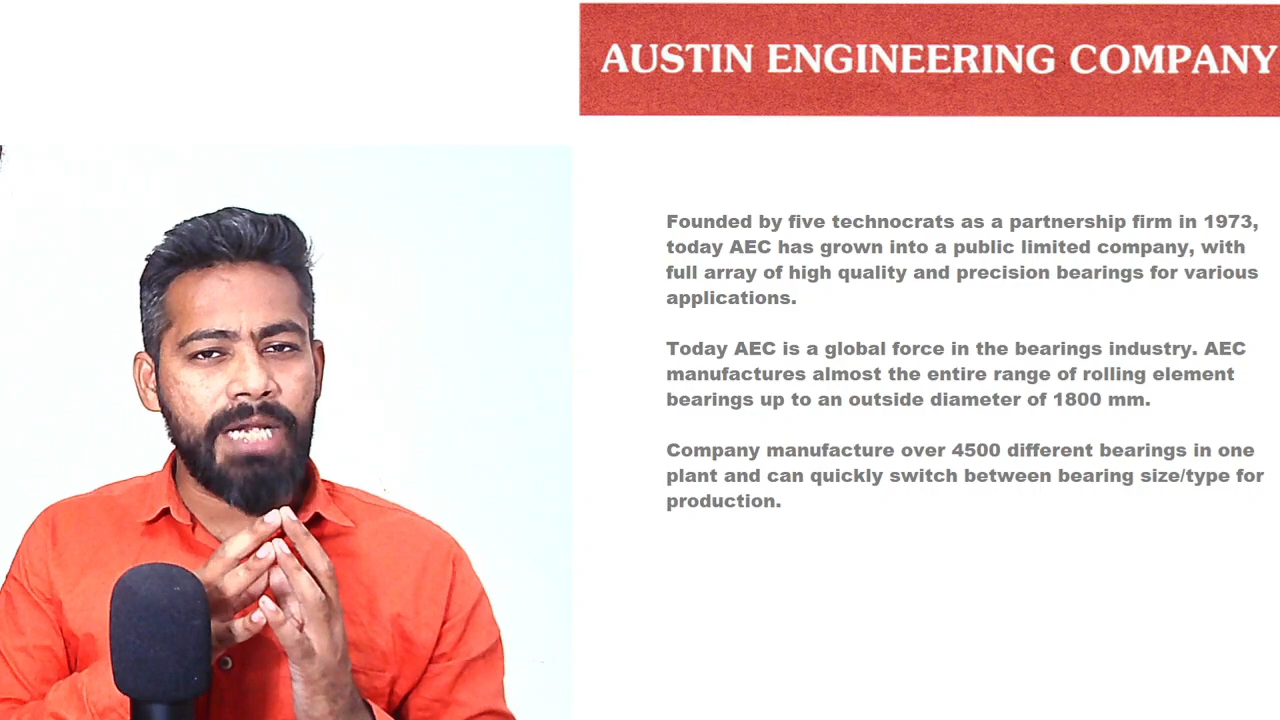 AUSTIN ENGINEERING COMPANY
Founded by five technocrats as a partnership firm in 1973,
today AEC has grown into a public limited company, with
full array of high quality and precision bearings for various
applications.
Today AEC is a global force in the bearings industry. AEC
manufactures almost the entire range of rolling element
bearings up to an outside diameter of 1800 mm.
Company manufacture over 4500 different bearings in one
plant and can quickly switch between bearing size/type for
production.